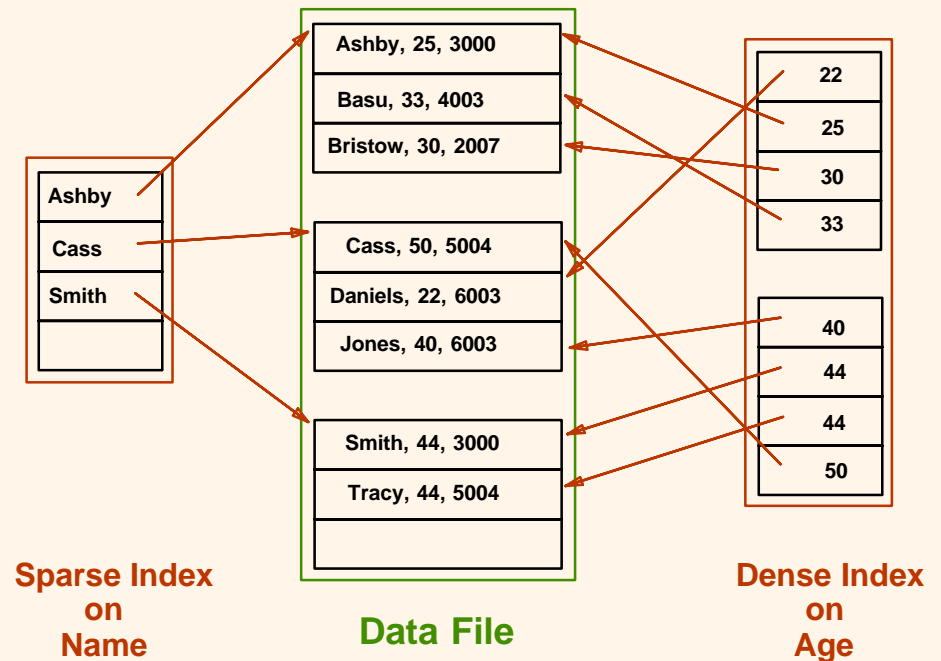 Ashby
Cass
Smith
Sparse Index
on
Name
Ashby, 25, 3000
Basu, 33, 4003
Bristow, 30, 2007
Cass, 50, 5004
Daniels, 22, 6003
Jones, 40, 6003
Smith, 44, 3000
Tracy, 44, 5004
Data File
22
25
30
33
40
44
44
50
Dense Index
on
Age